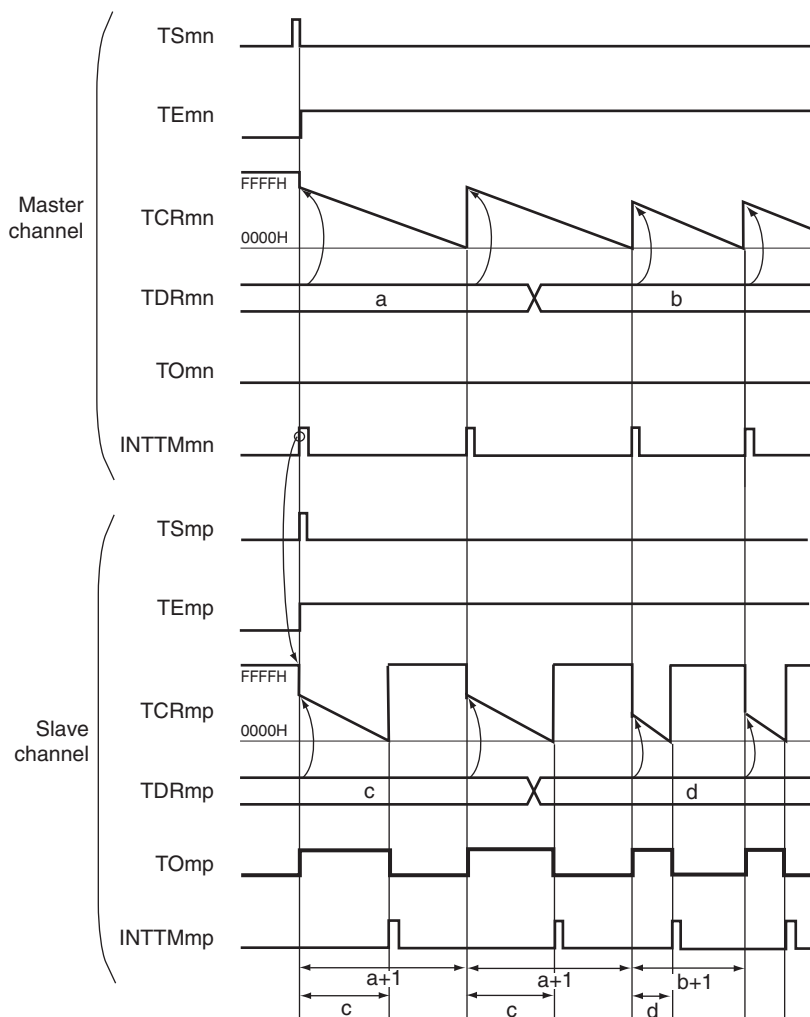 TSmn
TEmn
FFFFH
Master
channel
TCRmn
0000H
TDRmn
a
b
TOmn
INTTMmn
TSmp
TEmp
FFFFH
TCRmp
Slave
channel
0000H
TDRmp
c
d
TOmp
INTTMmp
a+1
a+1
b+1
c
c
d